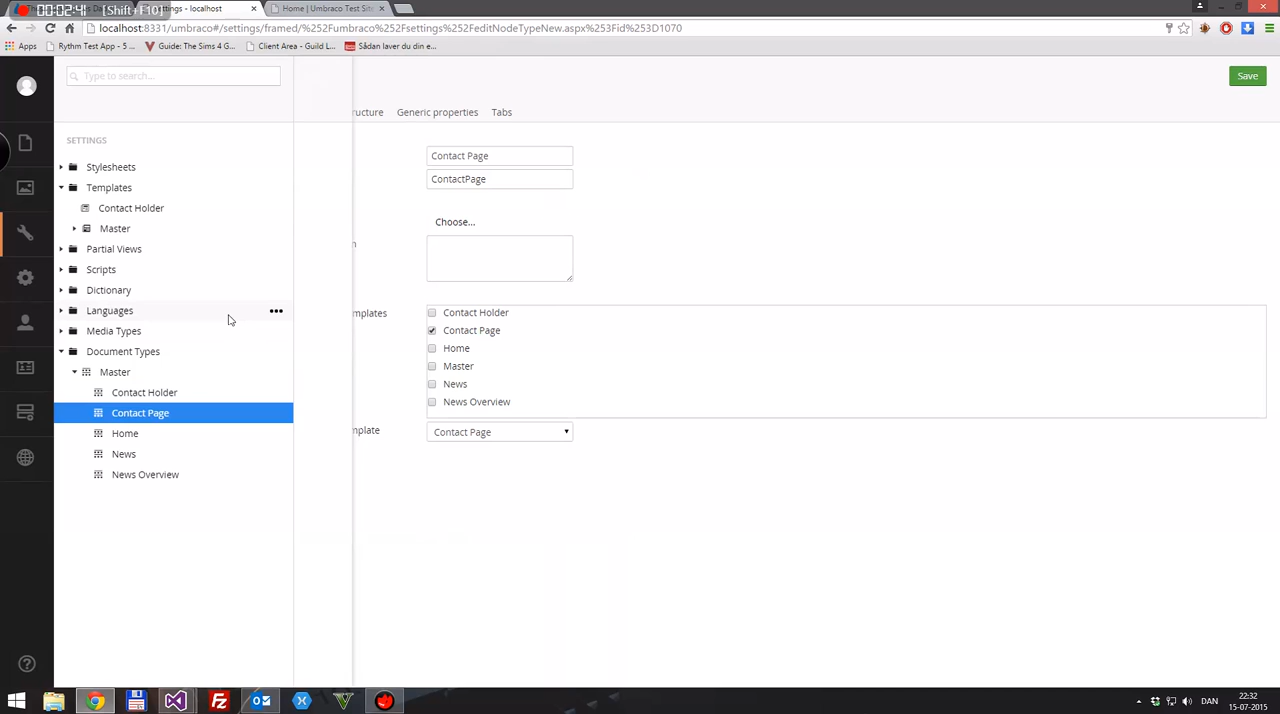 00:02:4 [Shift+F10]
ttings - localhost
Home | Umbraco Test Sit
localhost:8331/umbraco#/settings/framed/%252Fumbraco%252Fsettings%252FeditNodeTypeNew.aspx%253Fid%253D1070
Apps
Rythm Test App - 5 ...
Guide: The Sims 4 G...
Client Area - Guild L...
Sådan laver du din e...
Type to search...
Save
ructure
Generic properties
Tabs
SETTINGS
Stylesheets
Templates
Contact Holder
Master
Partial Views
Scripts
Dictionary
Languages
Media Types
Document Types
Master
Contact Holder
Contact Page
Home
News
News Overview
Contact Page
ContactPage
Choose...
n
mplates
Contact Holder
Contact Page
Home
Master
News
News Overview
mplate
Contact Page
DAN
22:32
15-07-2015